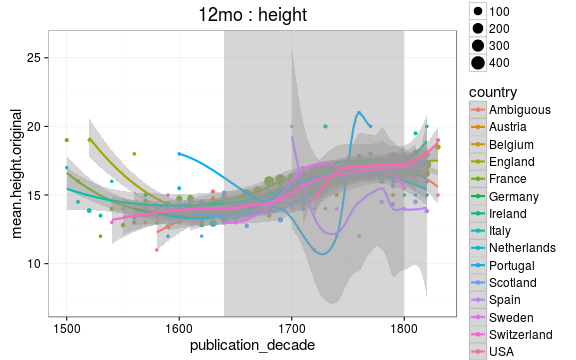 12mo : height
25
20
15
10
mean.height.original
1500
1600
1700
1800
publication_decade
100
200
300
400
country
Ambiguous
Austria
Belgium
England
France
Germany
Ireland
Italy
Netherlands
Portugal
Scotland
Spain
Sweden
Switzerland
USA